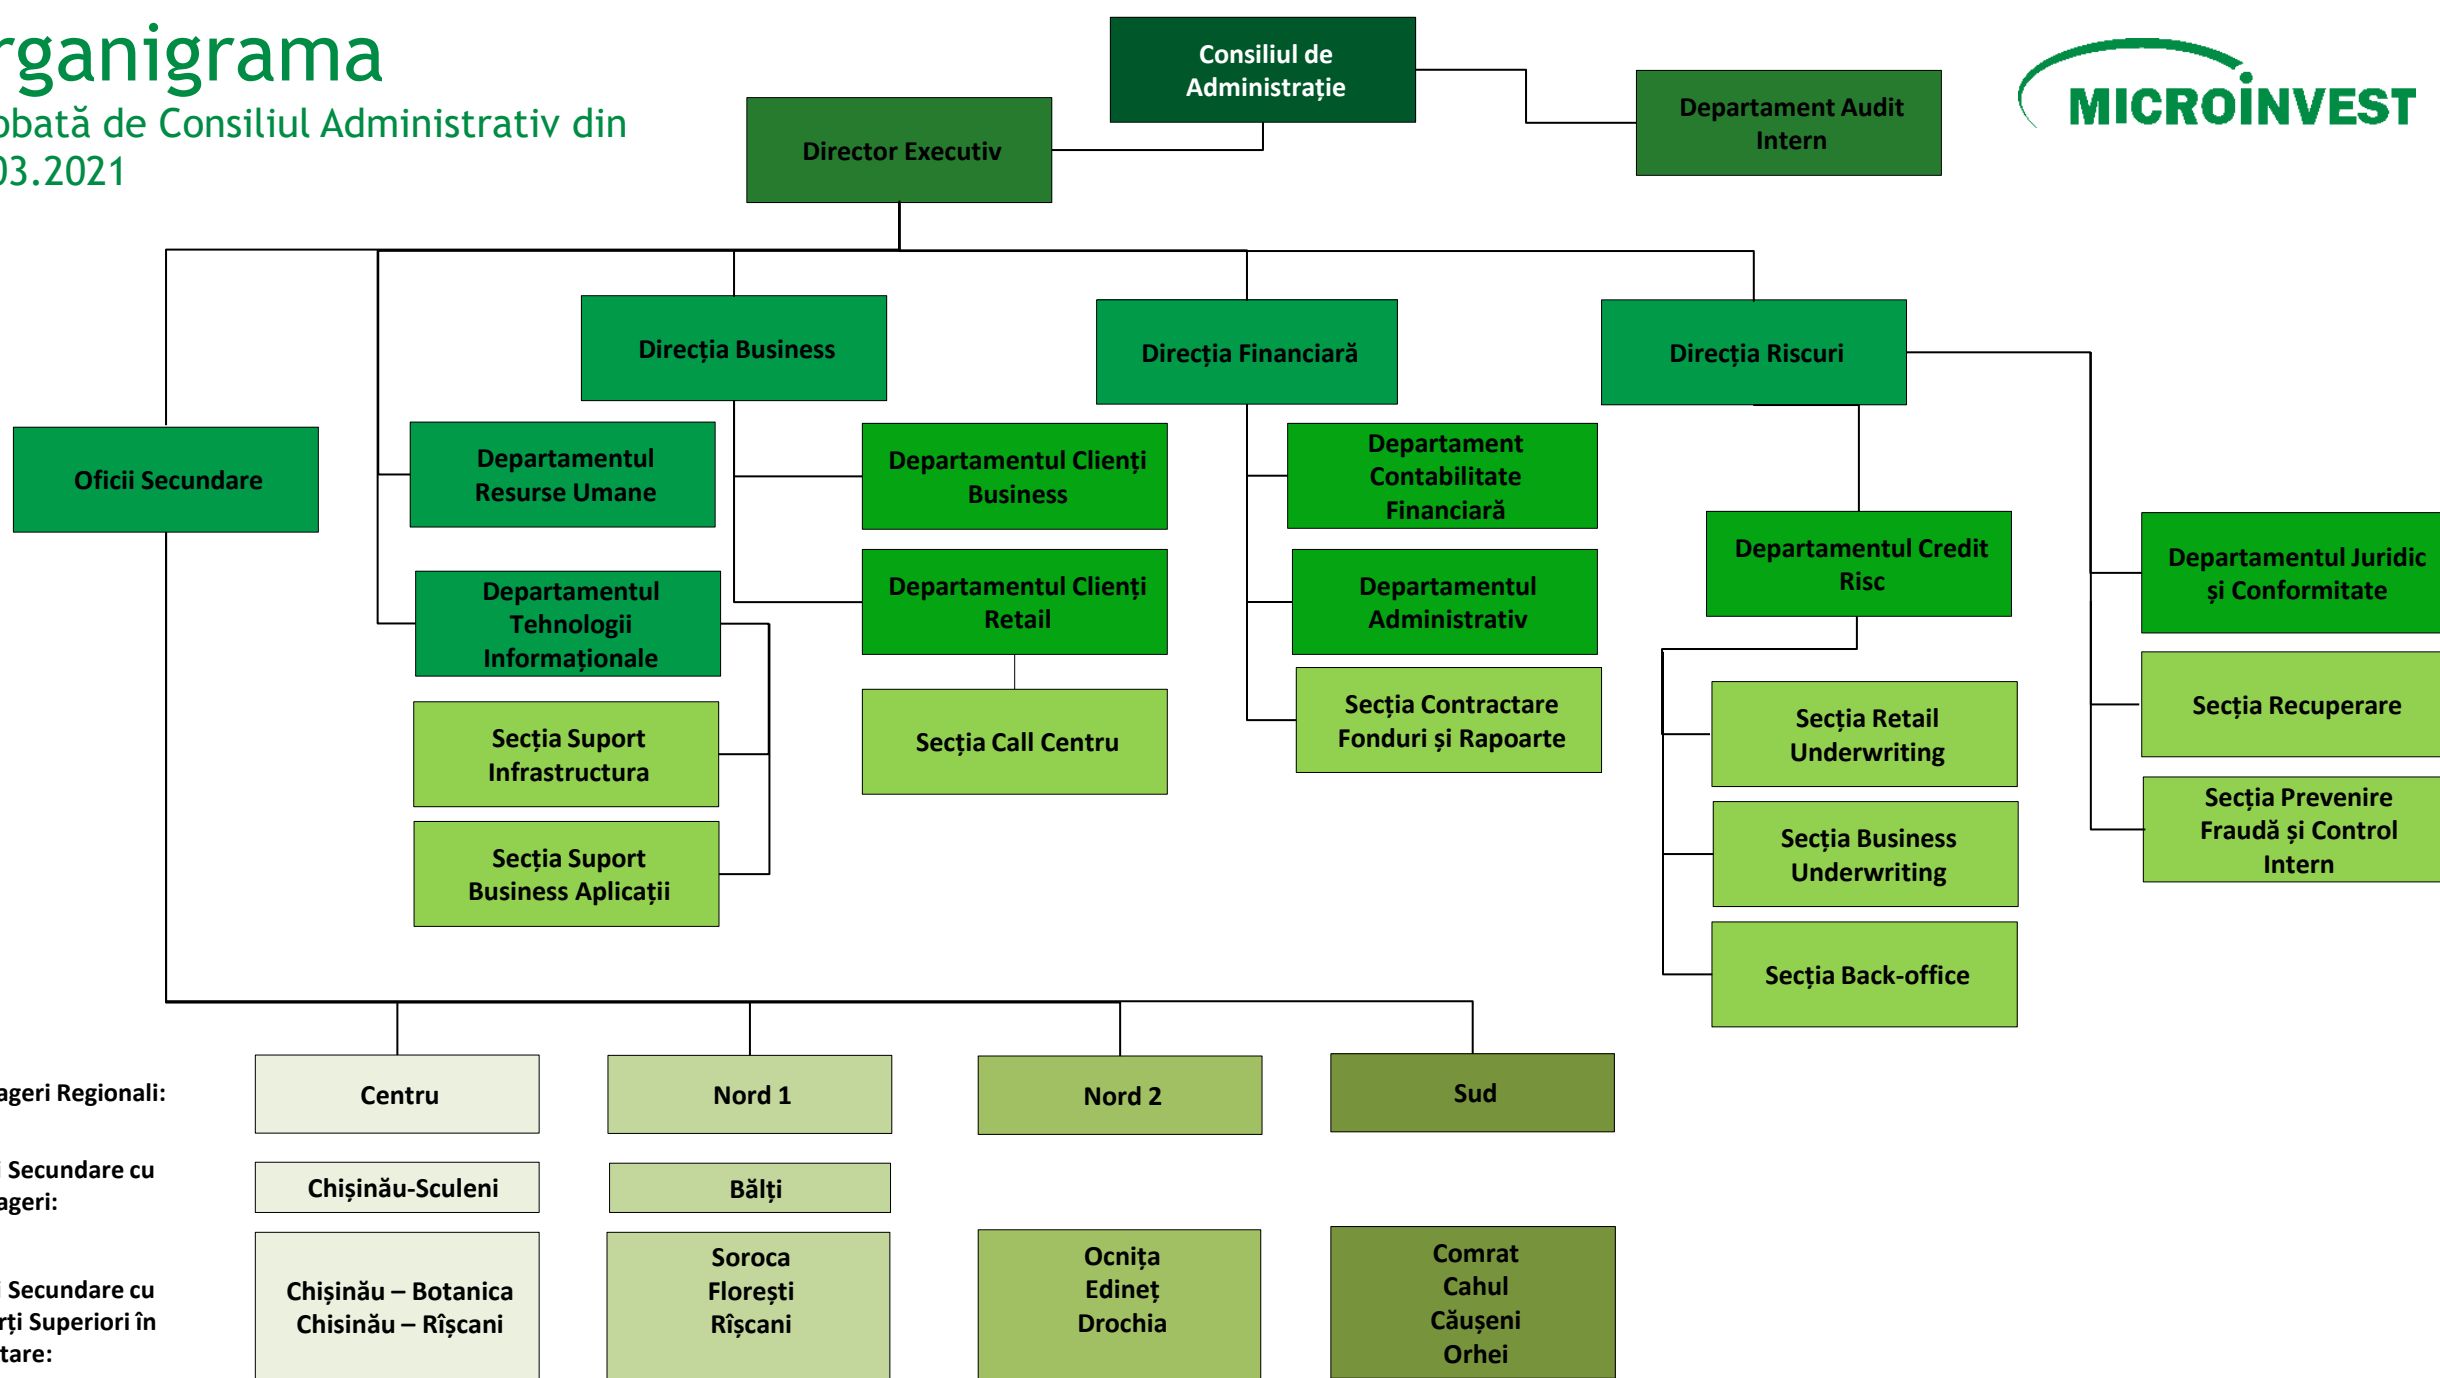 rganigrama
obată de Consiliul Administrativ din
03.2021
Consiliul de
Administrație
Director Executiv
Departament Audit
Intern
MICROINVEST
Direcția Business
Direcția Financiară
Direcția Riscuri
Oficii Secundare
Departamentul
Resurse Umane
Departamentul Clienți
Business
Departament
Contabilitate
Financiară
Departamentul Credit
Risc
Departamentul Juridic
și Conformitate
Departamentul
Tehnologii
Informaționale
Departamentul Clienți
Retail
Departamentul
Administrativ
Secția Suport
Infrastructura
Secția Call Centru
Secția Contractare
Fonduri și Rapoarte
Secția Retail
Underwriting
Secția Recuperare
Secția Suport
Business Aplicații
Secția Business
Underwriting
Secția Prevenire
Fraudă și Control
Intern
Secția Back-office
ageri Regionali:
Centru
Nord 1
Nord 2
Sud
i Secundare cu
ageri:
Chișinău-Sculeni
Bălți
i Secundare cu
rți Superiori în
tare:
Chișinău – Botanica
Chisinău – Rîșcani
Soroca
Florești
Rîșcani
Ocnița
Edineț
Drochia
Comrat
Cahul
Căușeni
Orhei